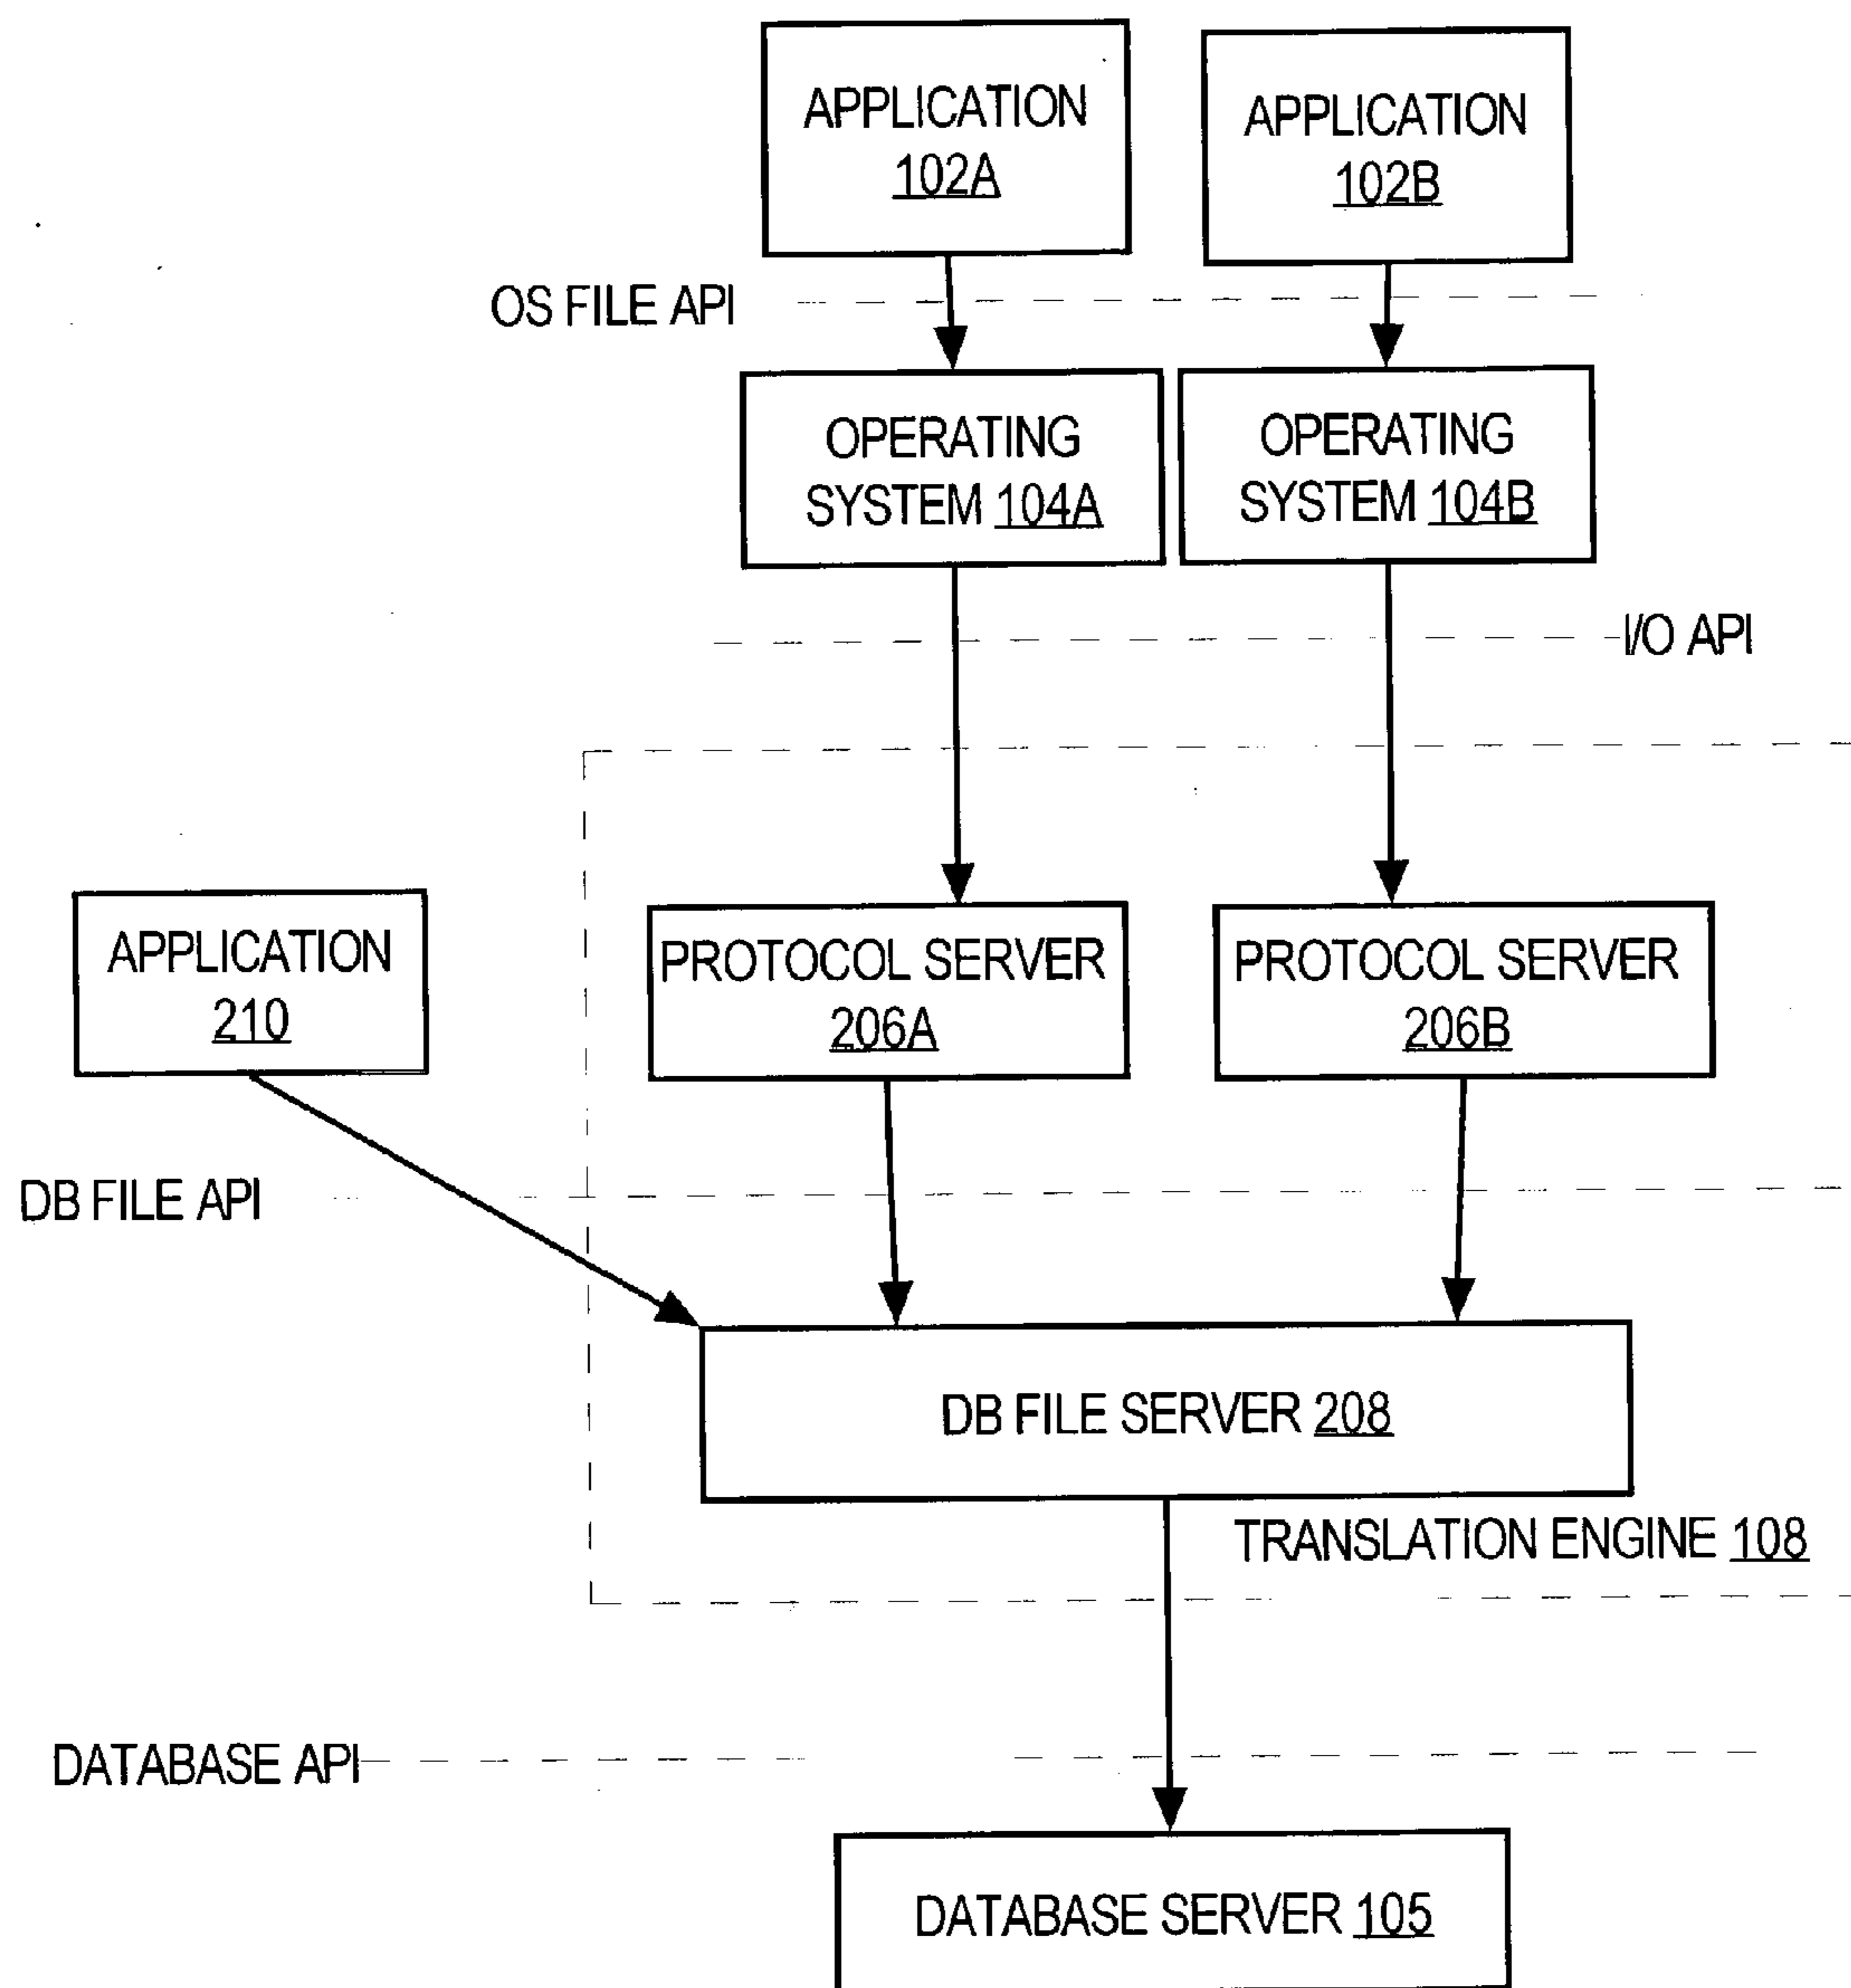 APPLICATION
102A
APPLICATION
102B
OS FILE API
OPERATING
SYSTEM 104A
OPERATING
SYSTEM 104B
I/O API
APPLICATION
210
PROTOCOL SERVER
206A
PROTOCOL SERVER
206B
DB FILE API
DB FILE SERVER 208
TRANSLATION ENGINE 108
DATABASE API
DATABASE SERVER 105